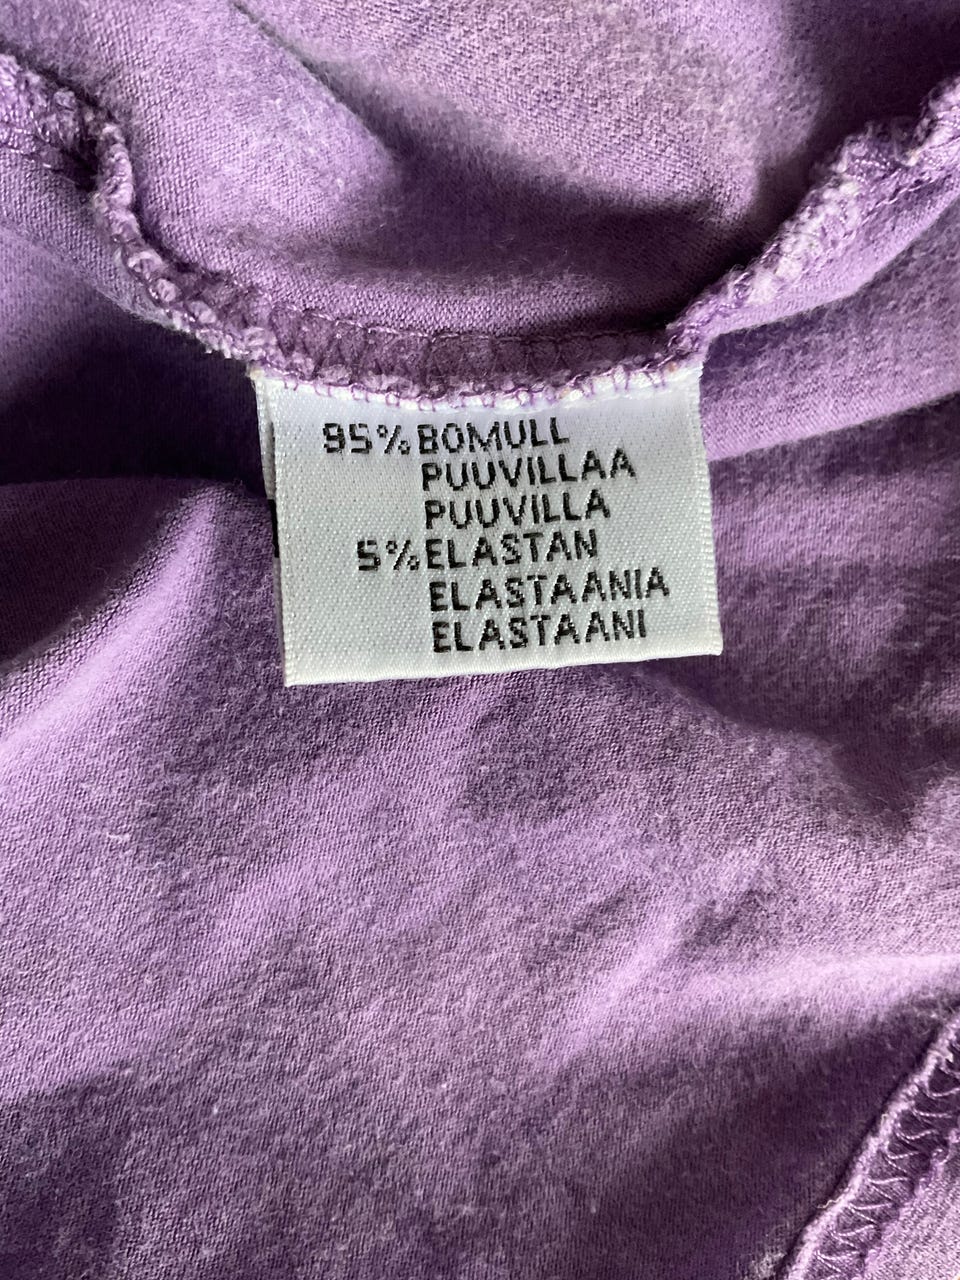 95% BOMULL
PUUVILLAA
PUUVILLA
5% ELASTAN
ELASTAANIA
ELASTAANI